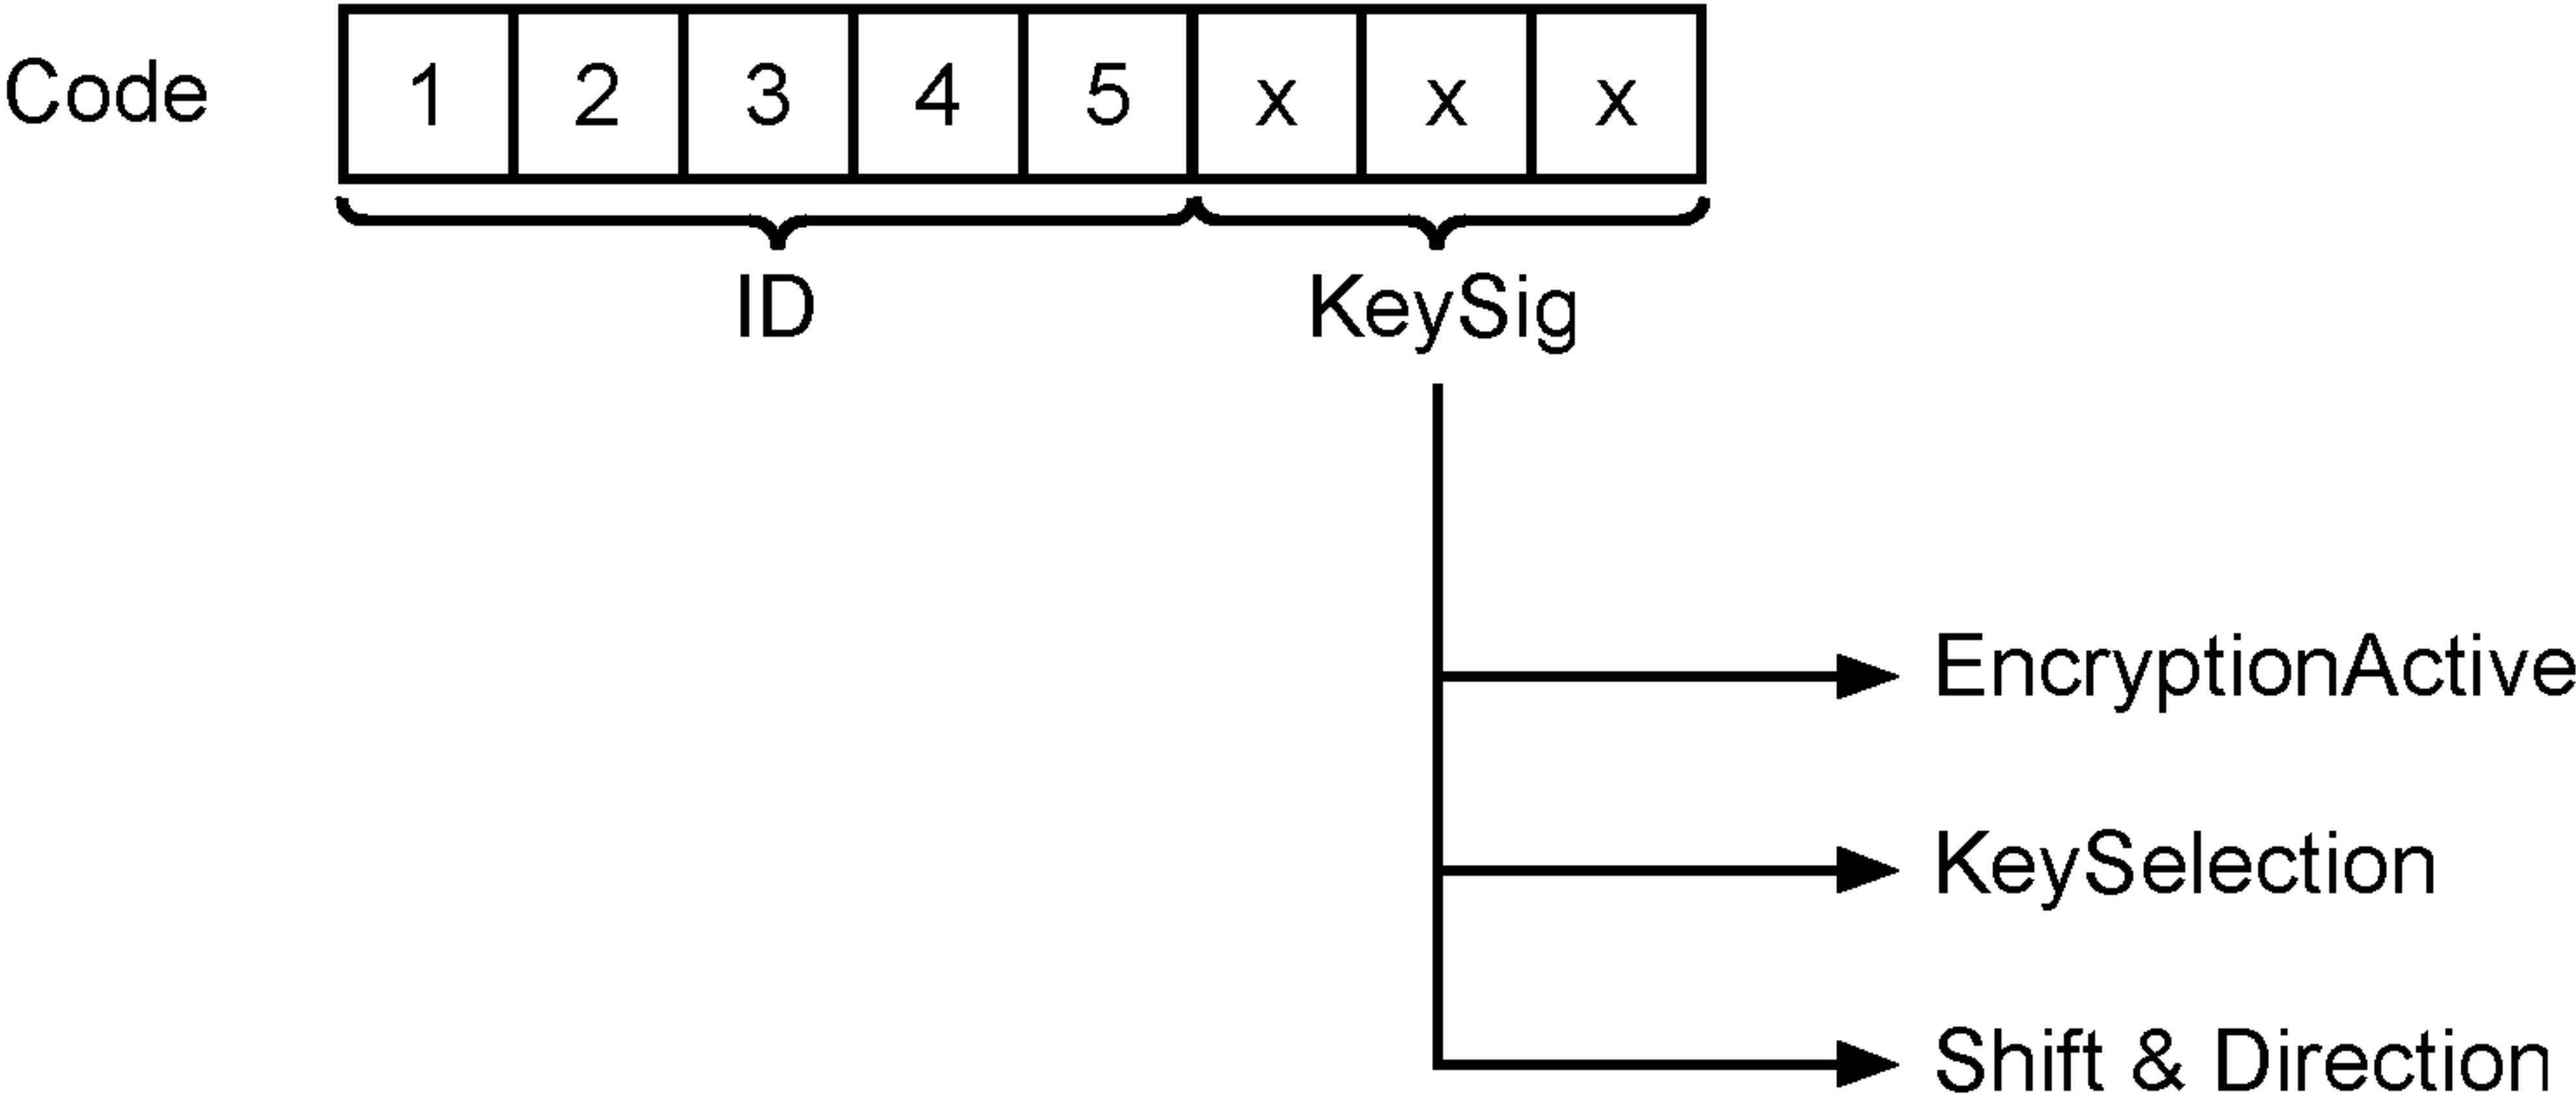 Code 1 2 3 4 5 x x x
ID KeySig
EncryptionActive
KeySelection
Shift & Direction